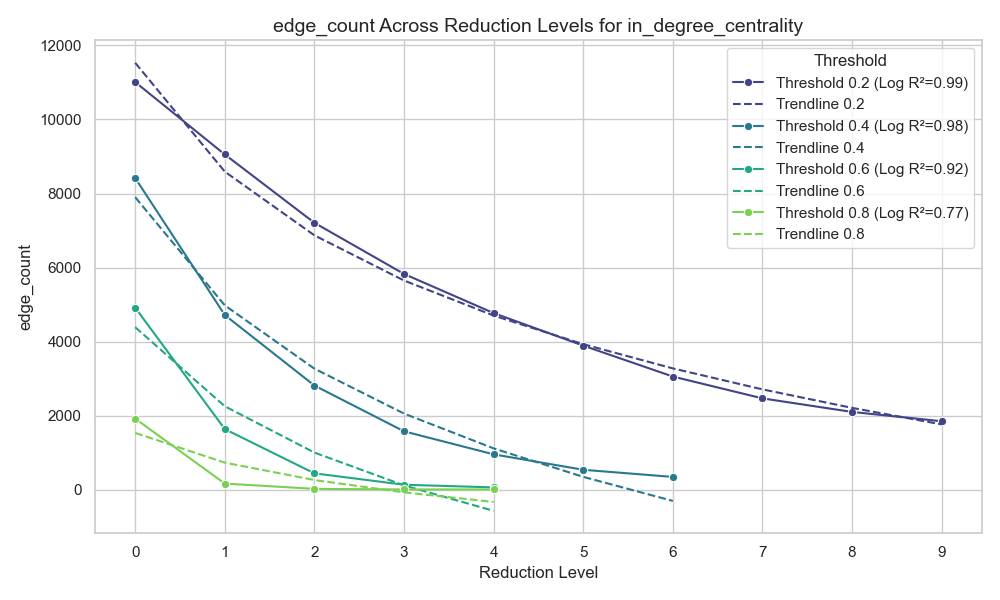 edge_count Across Reduction Levels for in_degree_centrality
12000
10000
8000
6000
4000
2000
0
edge_count
Threshold
Threshold 0.2 (Log R²=0.99)
Trendline 0.2
Threshold 0.4 (Log R²=0.98)
Trendline 0.4
Threshold 0.6 (Log R²=0.92)
Trendline 0.6
Threshold 0.8 (Log R²=0.77)
Trendline 0.8
0 1 2 3 4 5 6 7 8 9
Reduction Level